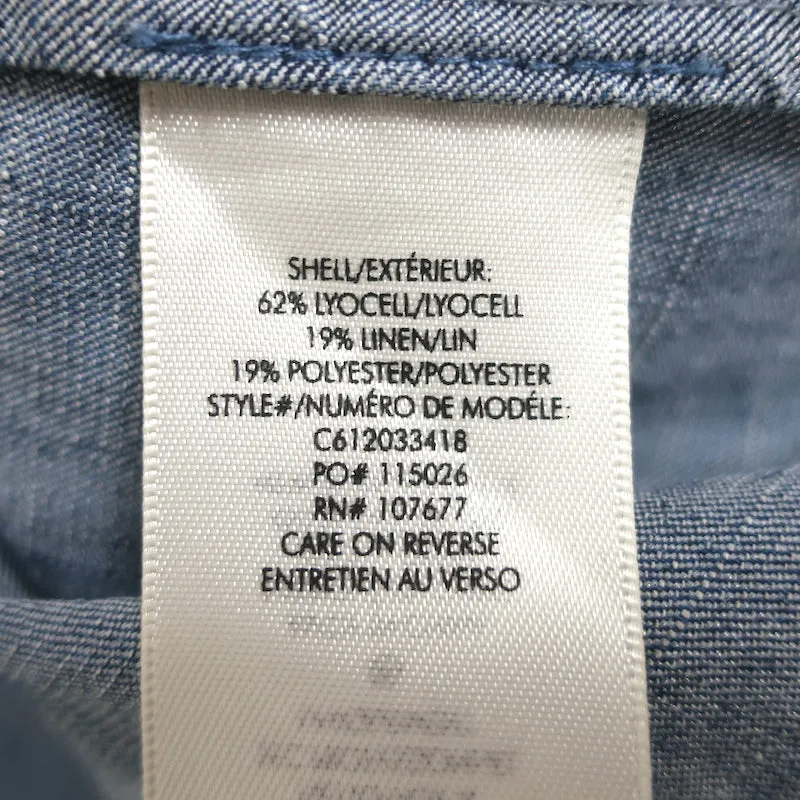 SHELL/EXTÉRIEUR:
62% LYOCELL/LYOCELL
19% LINEN/LIN
19% POLYESTER/POLYESTER
STYLE#/NUMÉRO DE MODÉLE:
C612033418
PO# 115026
RN# 107677
CARE ON REVERSE
ENTRETIEN AU VERSO